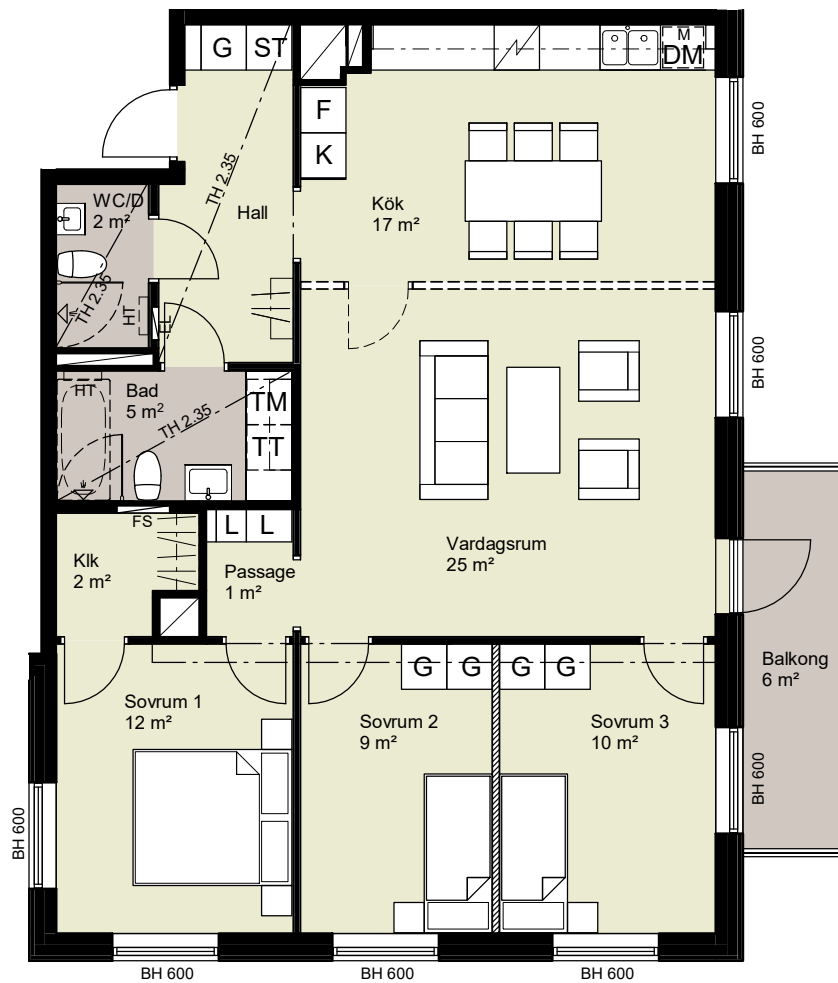 G ST
M
DM
F
K
BH 600
TH 2.35
WC/D
2 m²
Hall
Kök
17 m²
TH 2.35
HT
EL
BH 600
HT
Bad
5 m²
TH 2.35
TM
TT
FS
L L
Klk
2 m²
Passage
1 m²
Vardagsrum
25 m²
Balkong
6 m²
G G G G
Sovrum 1
12 m²
Sovrum 2
9 m²
Sovrum 3
10 m²
BH 600
BH 600
BH 600
BH 600
BH 600